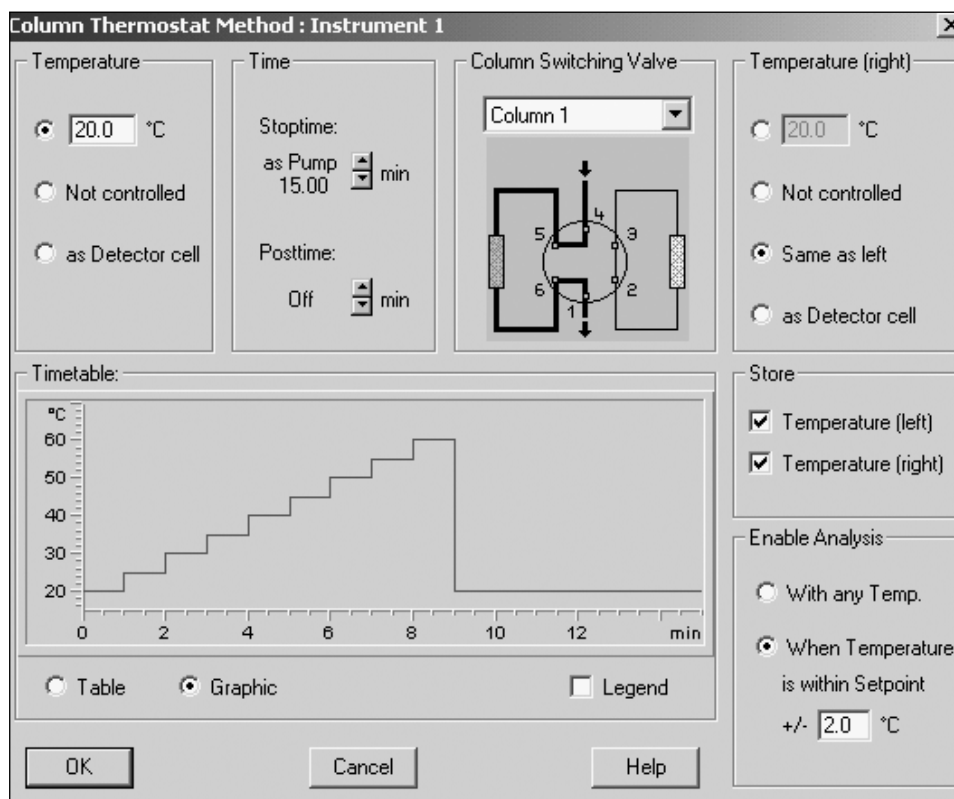 Column Thermostat Method : Instrument 1
Temperature
20.0 °C
Not controlled
as Detector cell
Time
Stoptime:
as Pump
15.00 min
Posttime:
Off min
Column Switching Valve
Column 1
4
5 3
6 2
1
Temperature (right)
20.0 °C
Not controlled
Same as left
as Detector cell
Timetable:
°C
60
50
40
30
20
0 2 4 6 8 10 12 min
Table Graphic Legend
Store
Temperature (left)
Temperature (right)
Enable Analysis
With any Temp.
When Temperature
is within Setpoint
+/- 2.0 °C
OK Cancel Help